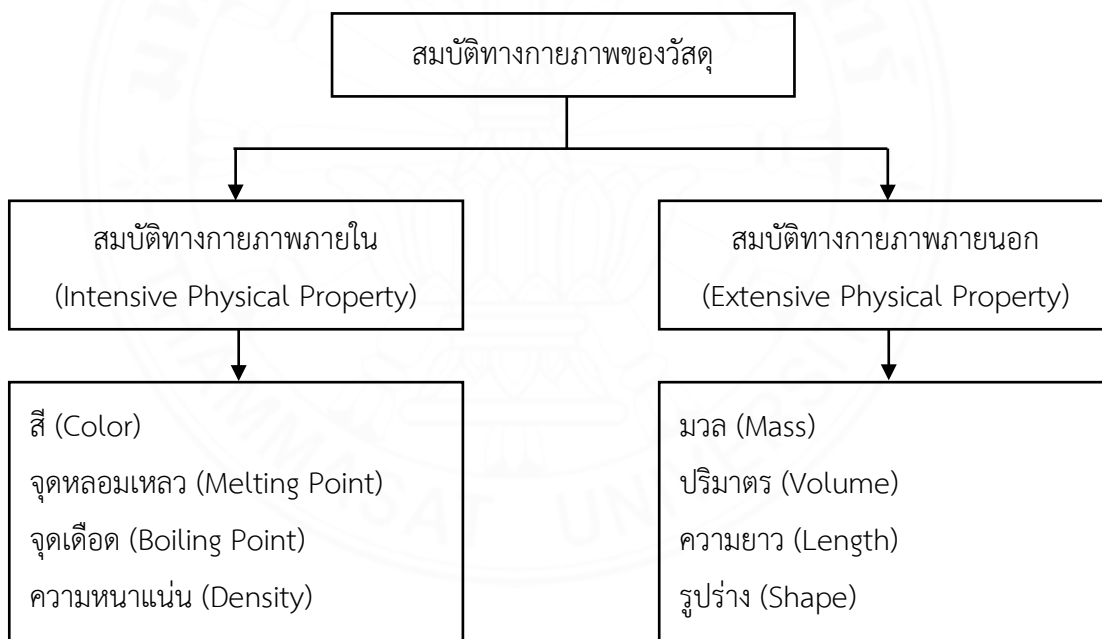 สมบัติทางกายภาพของวัสดุ
สมบัติทางกายภาพภายใน
(Intensive Physical Property)
สมบัติทางกายภาพภายนอก
(Extensive Physical Property)
สี (Color)
จุดหลอมเหลว (Melting Point)
จุดเดือด (Boiling Point)
ความหนาแน่น (Density)
มวล (Mass)
ปริมาตร (Volume)
ความยาว (Length)
รูปร่าง (Shape)
THAMMASAT UNIVERSITY